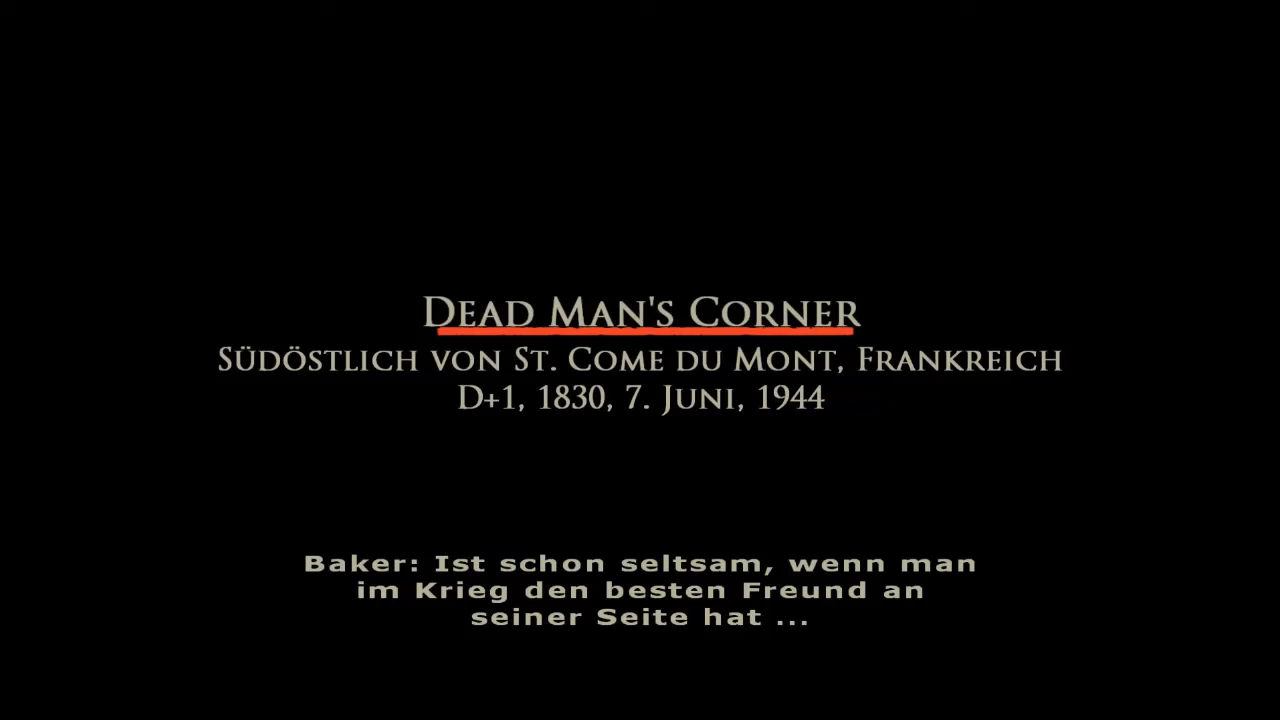 Dead Man's Corner
Südöstlich von St. Come du Mont, Frankreich
D+1, 1830, 7. Juni, 1944
Baker: Ist schon seltsam, wenn man
im Krieg den besten Freund an
seiner Seite hat ...